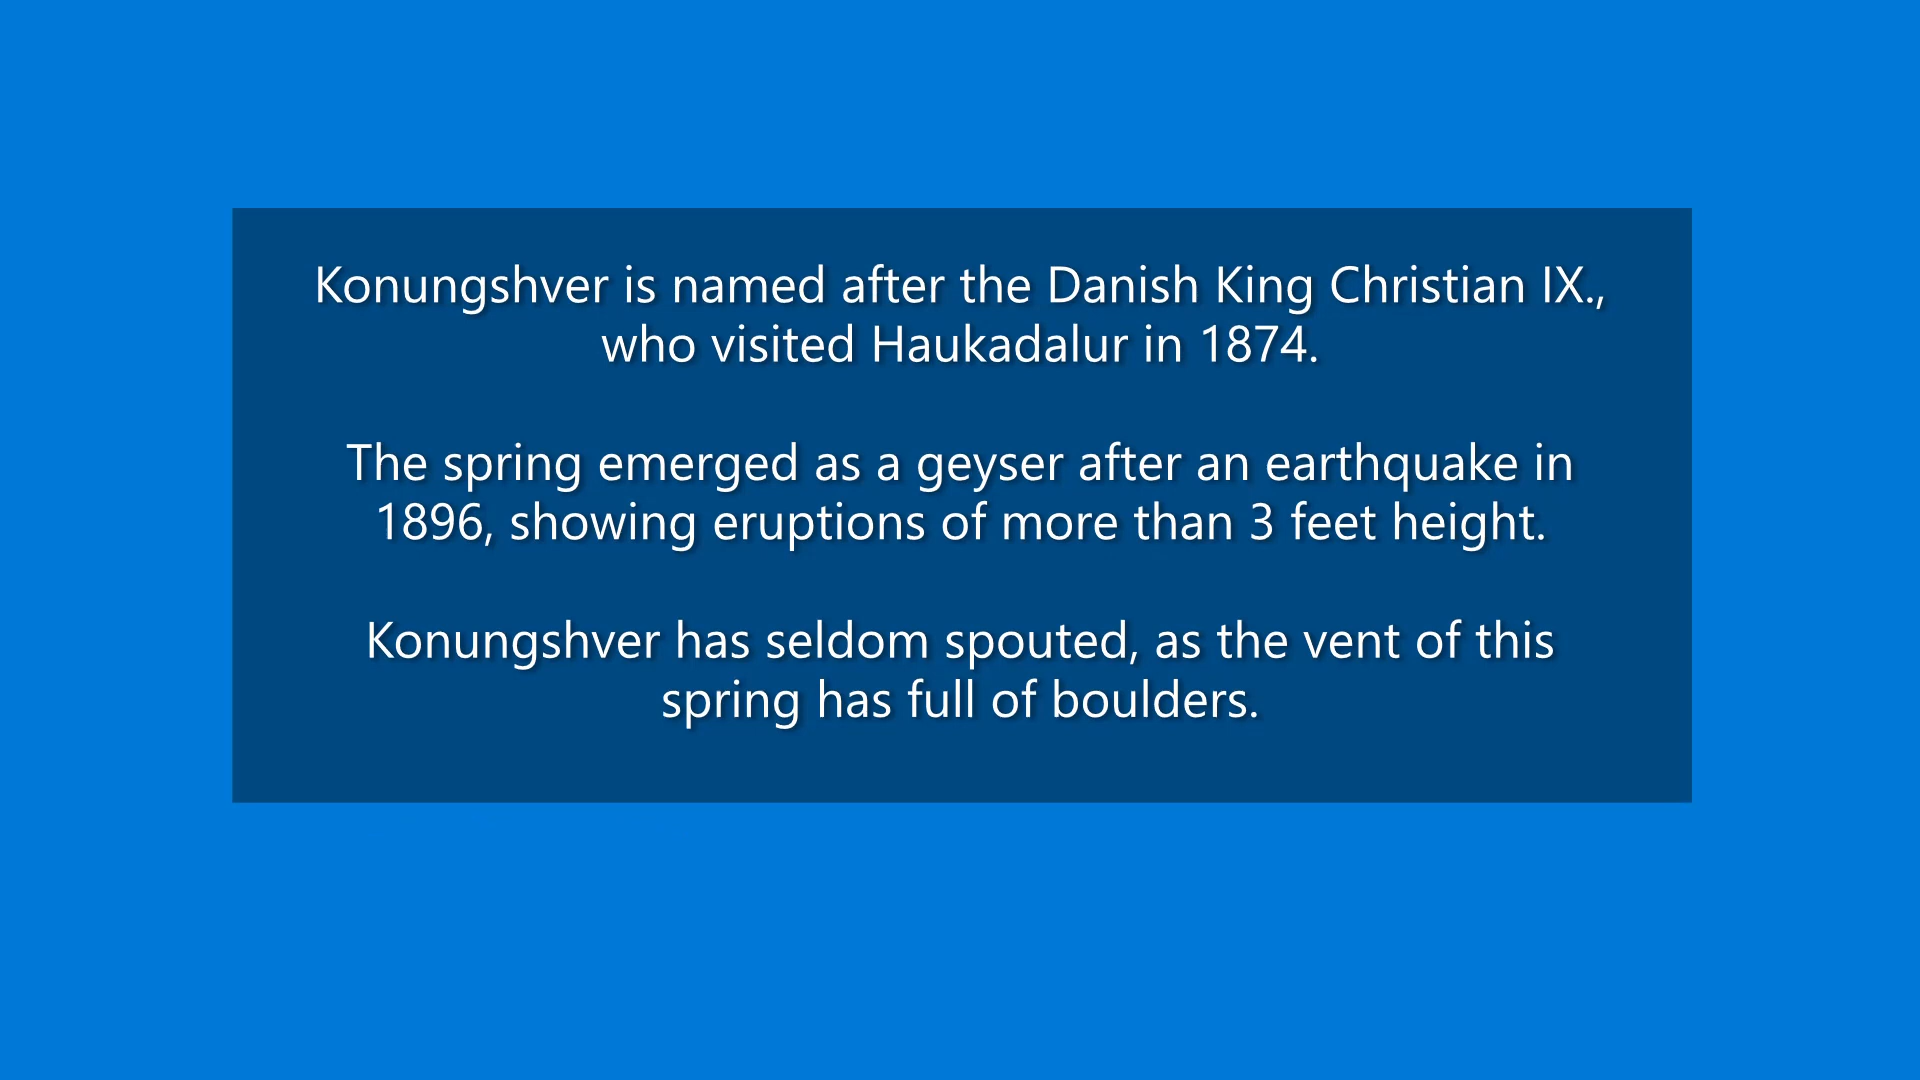 Konungshver is named after the Danish King Christian IX.,
who visited Haukadalur in 1874.
The spring emerged as a geyser after an earthquake in
1896, showing eruptions of more than 3 feet height.
Konungshver has seldom spouted, as the vent of this
spring has full of boulders.